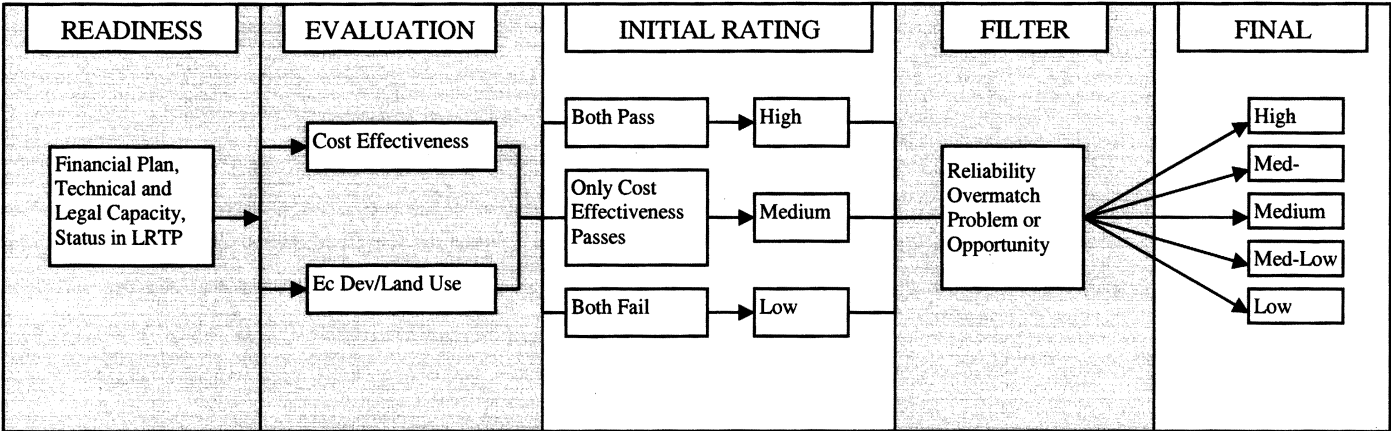 READINESS
EVALUATION
INITIAL RATING
FILTER
FINAL
Financial Plan,
Technical and
Legal Capacity,
Status in LRTP
Cost Effectiveness
Ec Dev/Land Use
Both Pass
High
Only Cost
Effectiveness
Passes
Medium
Both Fail
Low
Reliability
Overmatch
Problem or
Opportunity
High
Med-
Medium
Med-Low
Low